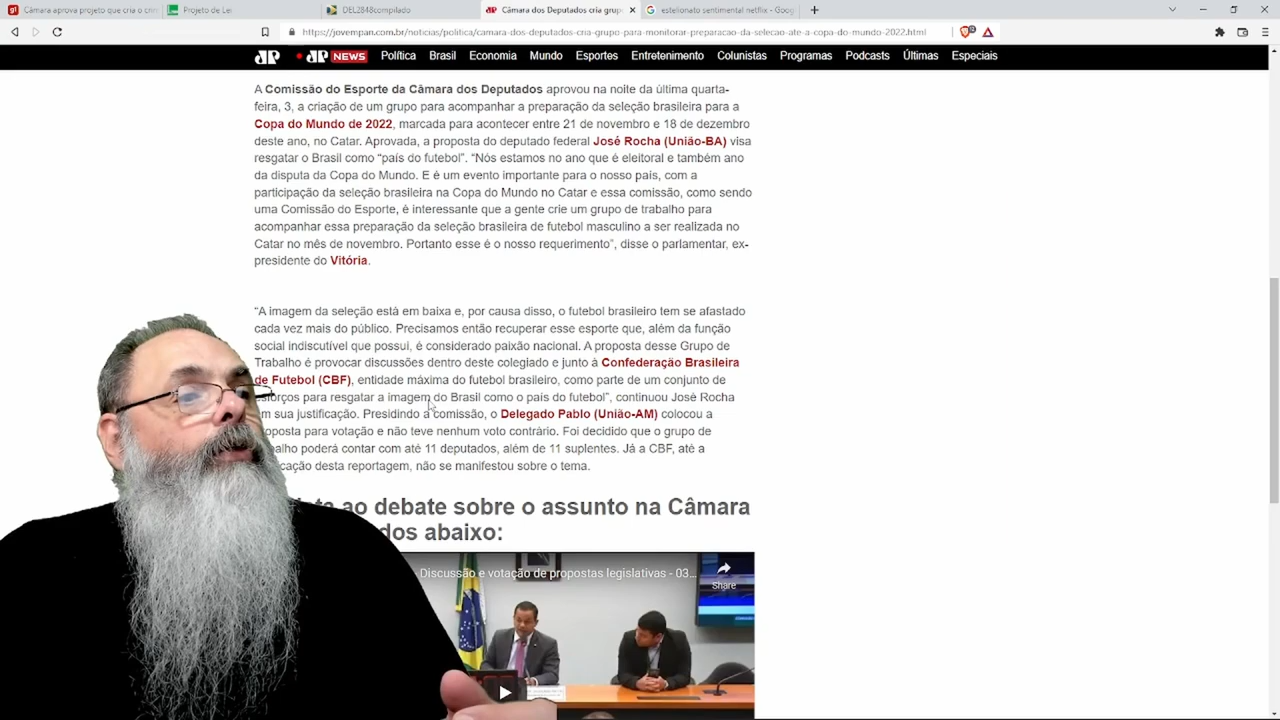 Câmara aprova projeto que cria o crim
Projeto de Lei
DEL2848compilado
Câmara dos Deputados cria grupo
estelionato sentimental netflix - Goog
https://jovempan.com.br/noticias/politica/camara-dos-deputados-cria-grupo-para-monitorar-preparacao-da-selecao-ate-a-copa-do-mundo-2022.html
JP JP NEWS Política Brasil Economia Mundo Esportes Entretenimento Colunistas Programas Podcasts Últimas Especiais
A Comissão do Esporte da Câmara dos Deputados aprovou na noite da última quarta-
feira, 3, a criação de um grupo para acompanhar a preparação da seleção brasileira para a
Copa do Mundo de 2022, marcada para acontecer entre 21 de novembro e 18 de dezembro
deste ano, no Catar. Aprovada, a proposta do deputado federal José Rocha (União-BA) visa
resgatar o Brasil como “país do futebol”. “Nós estamos no ano que é eleitoral e também ano
da disputa da Copa do Mundo. E é um evento importante para o nosso país, com a
participação da seleção brasileira na Copa do Mundo no Catar e essa comissão, como sendo
uma Comissão do Esporte, é interessante que a gente crie um grupo de trabalho para
acompanhar essa preparação da seleção brasileira de futebol masculino a ser realizada no
Catar no mês de novembro. Portanto esse é o nosso requerimento”, disse o parlamentar, ex-
presidente do Vitória.
“A imagem da seleção está em baixa e, por causa disso, o futebol brasileiro tem se afastado
cada vez mais do público. Precisamos então recuperar esse esporte que, além da função
social indiscutível que possui, é considerado paixão nacional. A proposta desse Grupo de
Trabalho é provocar discussões dentro deste colegiado e junto à Confederação Brasileira
de Futebol (CBF), entidade máxima do futebol brasileiro, como parte de um conjunto de
esforços para resgatar a imagem do Brasil como o país do futebol”, continuou José Rocha
em sua justificação. Presidindo a comissão, o Delegado Pablo (União-AM) colocou a
proposta para votação e não teve nenhum voto contrário. Foi decidido que o grupo de
balho poderá contar com até 11 deputados, além de 11 suplentes. Já a CBF, até a
cação desta reportagem, não se manifestou sobre o tema.
ao debate sobre o assunto na Câmara
dos abaixo:
Discussão e votação de propostas legislativas - 03...
Share